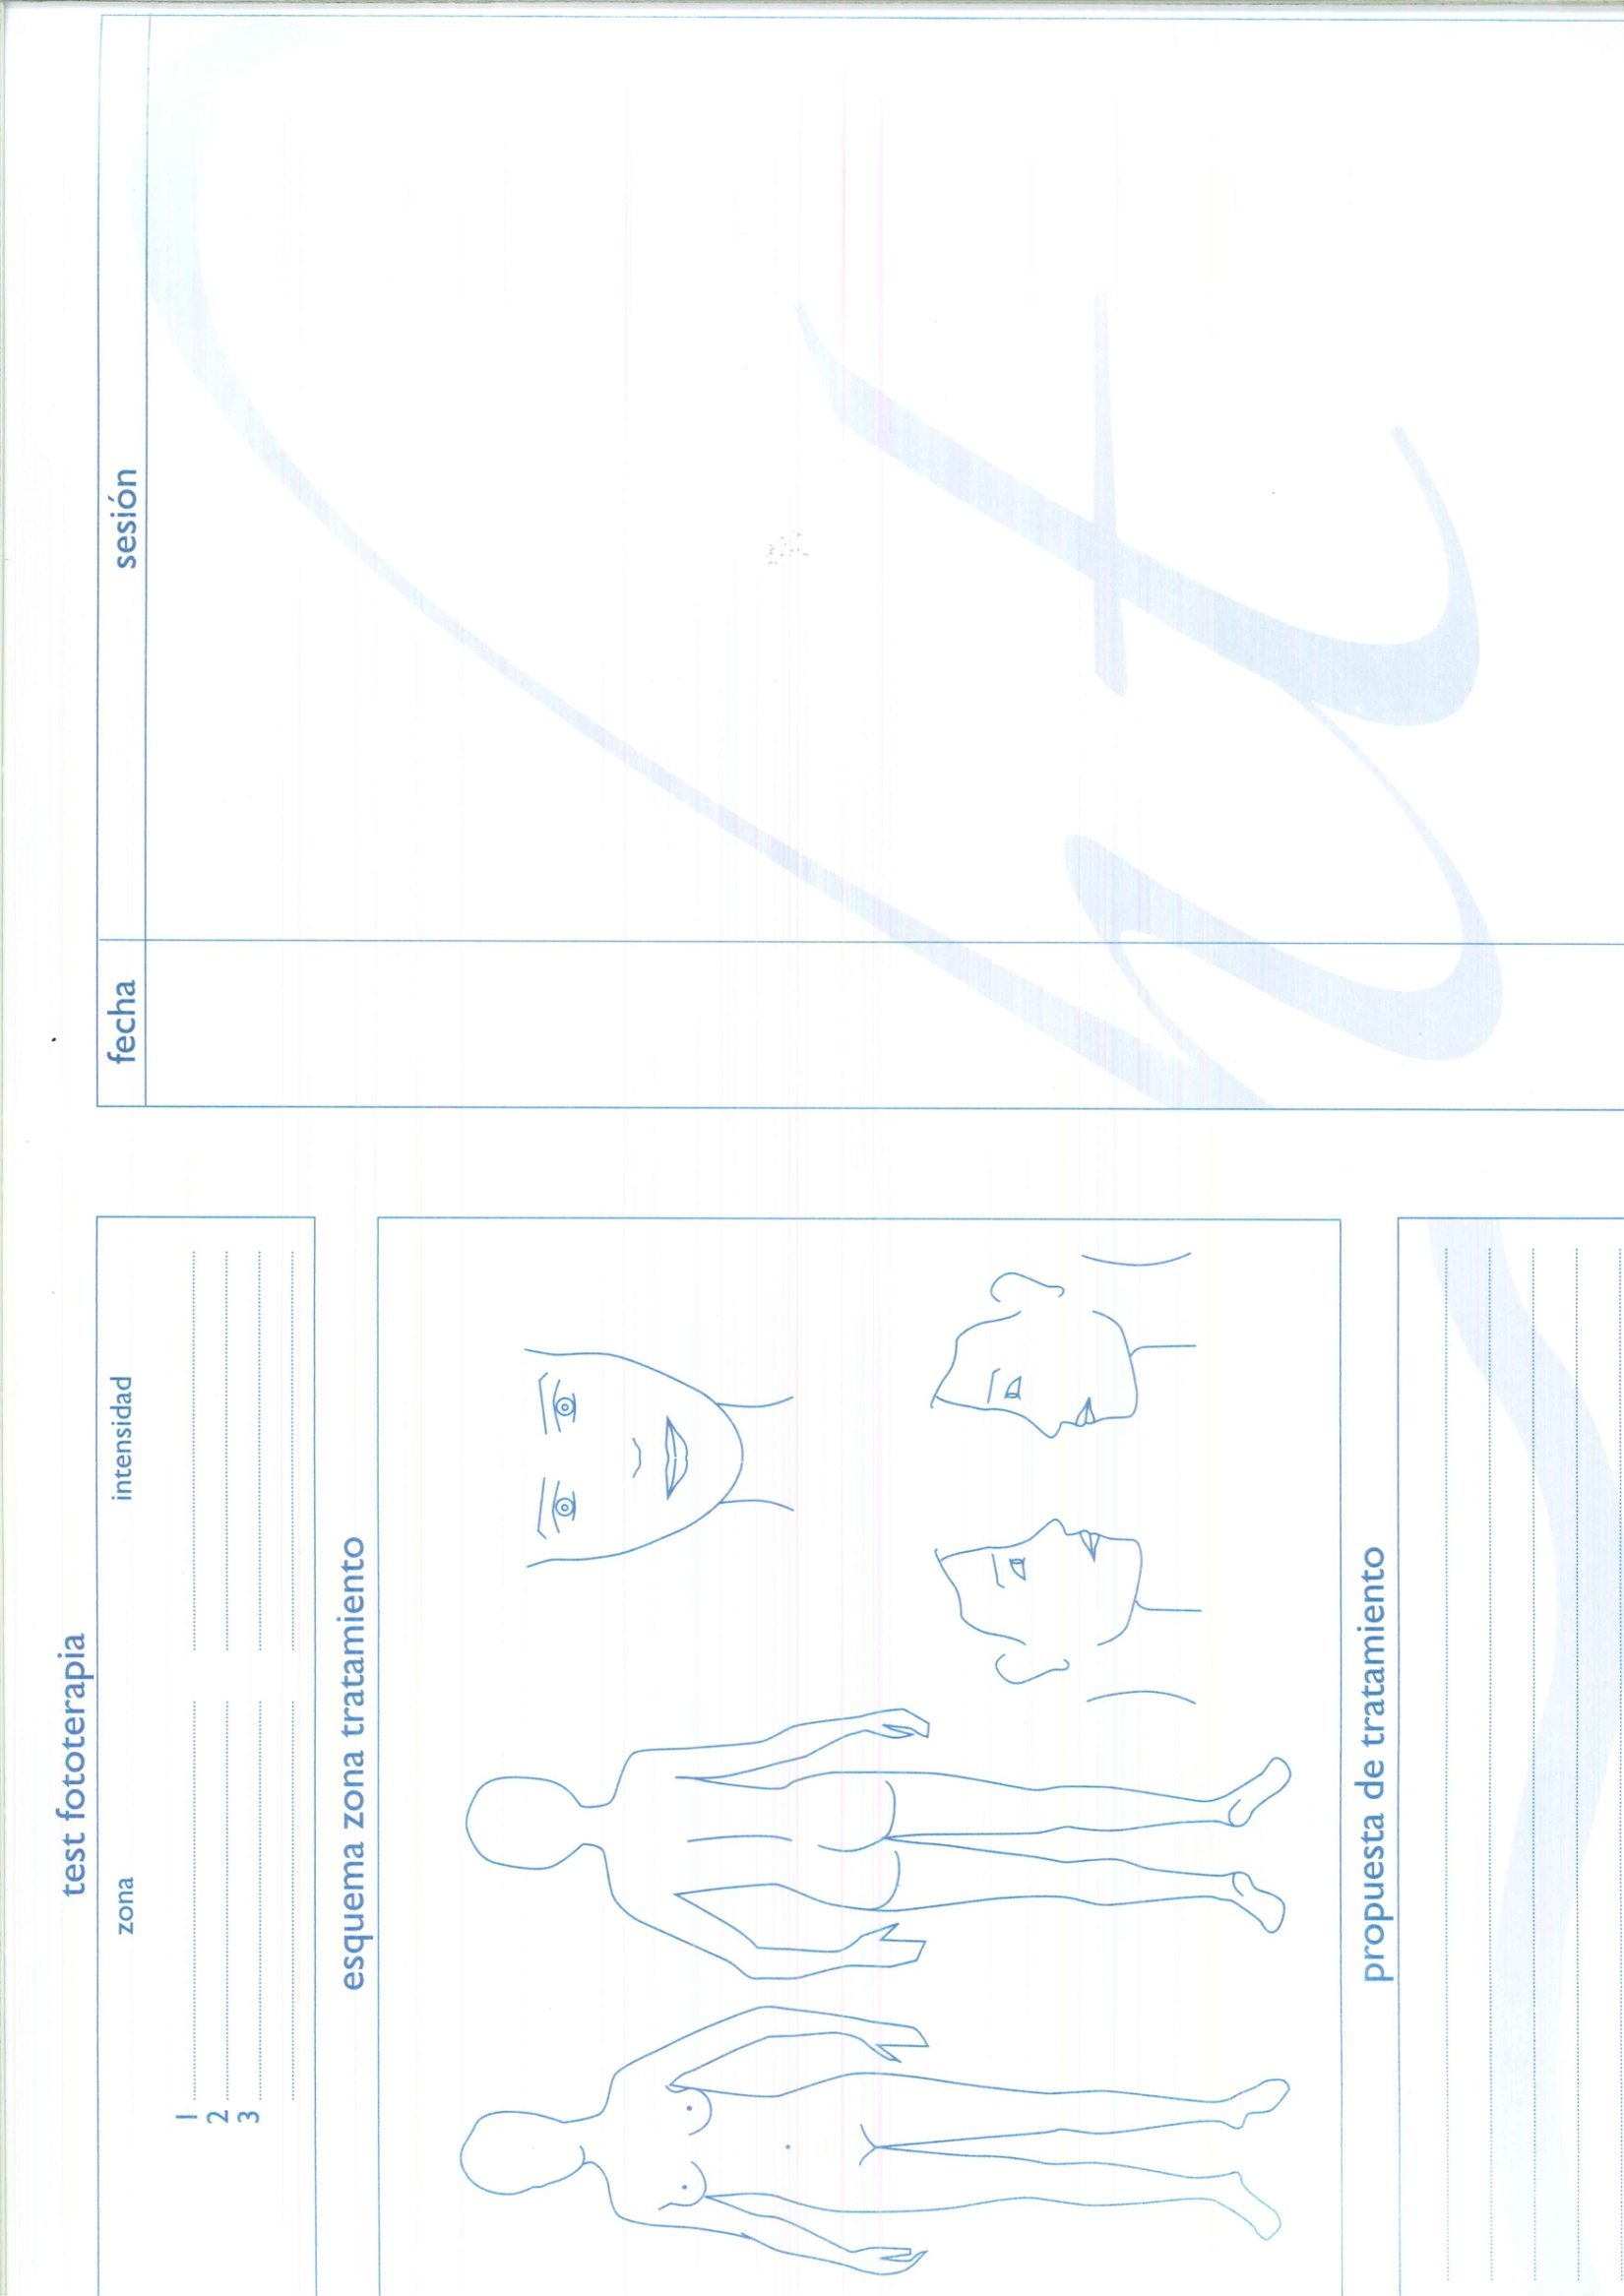 test fototerapia
zona intensidad
1
2
3
esquema zona tratamiento
propuesta de tratamiento
fecha sesión